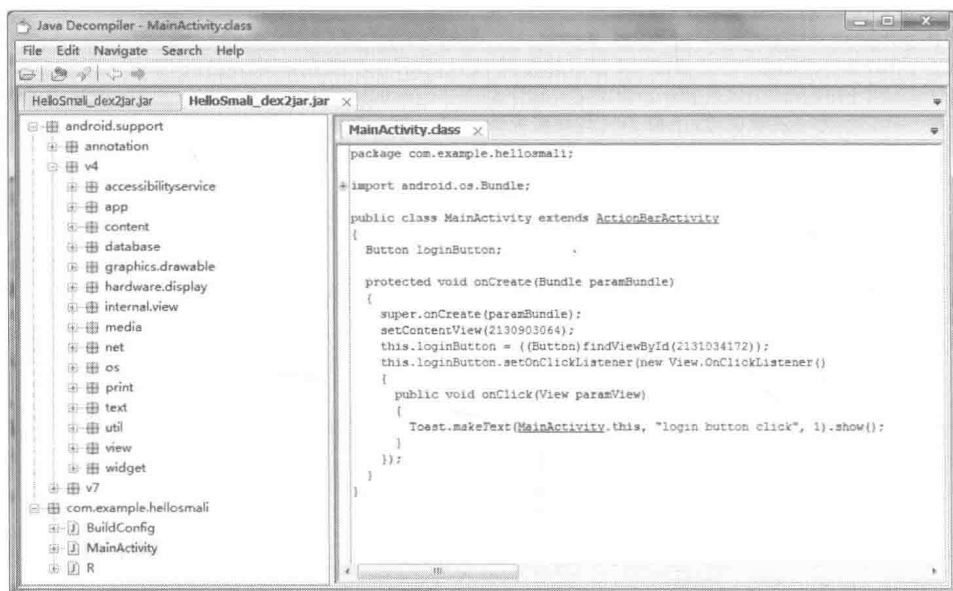 Java Decompiler - MainActivity.class
File Edit Navigate Search Help
HelloSmali_dex2jar.jar HelloSmali_dex2jar.jar
android.support
annotation
v4
accessibilityservice
app
content
database
graphics.drawable
hardware.display
internal.view
media
net
os
print
text
util
view
widget
v7
com.example.hellosmali
BuildConfig
MainActivity
R
MainActivity.class
package com.example.hellosmali;
import android.os.Bundle;
public class MainActivity extends ActionBarActivity
{
Button loginButton;
protected void onCreate(Bundle paramBundle)
{
super.onCreate(paramBundle);
setContentView(2130903064);
this.loginButton = ((Button)findViewById(2131034172));
this.loginButton.setOnClickListener(new View.OnClickListener()
{
public void onClick(View paramView)
{
Toast.makeText(MainActivity.this, "login button click", 1).show();
}
});
}
}